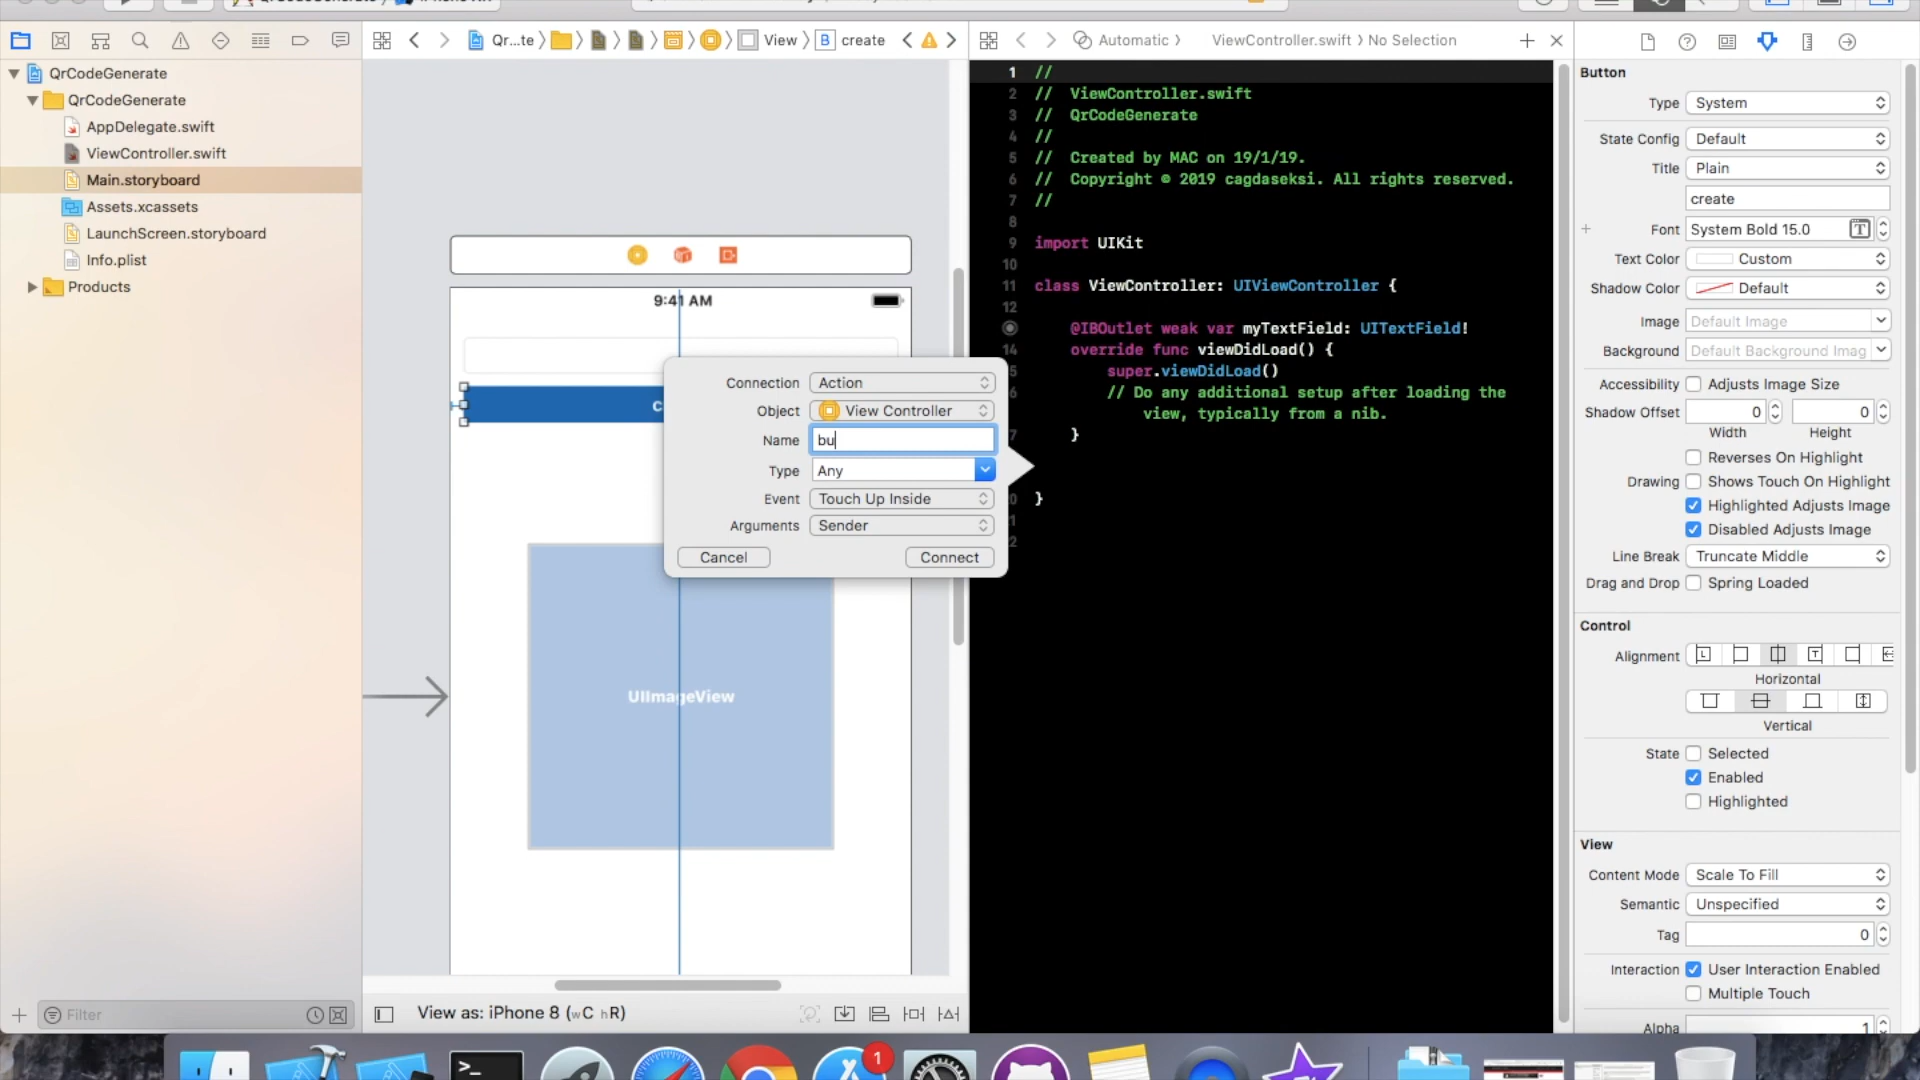 Qr...te
View
B create
Automatic
ViewController.swift
No Selection
QrCodeGenerate
QrCodeGenerate
AppDelegate.swift
ViewController.swift
Main.storyboard
Assets.xcassets
LaunchScreen.storyboard
Info.plist
Products
Filter
9:41 AM
UIImageView
Connection Action
Object View Controller
Name bu
Type Any
Event Touch Up Inside
Arguments Sender
Cancel
Connect
View as: iPhone 8 (wC hR)
1 //
2 // ViewController.swift
3 // QrCodeGenerate
4 //
5 // Created by MAC on 19/1/19.
6 // Copyright © 2019 cagdaseksi. All rights reserved.
7 //
8
9 import UIKit
10
11 class ViewController: UIViewController {
12
@IBOutlet weak var myTextField: UITextField!
14 override func viewDidLoad() {
5 super.viewDidLoad()
6 // Do any additional setup after loading the
view, typically from a nib.
7 }
0 }
1
2
Button
Type System
State Config Default
Title Plain
create
Font System Bold 15.0 T
Text Color Custom
Shadow Color Default
Image Default Image
Background Default Background Imag
Accessibility Adjusts Image Size
Shadow Offset 0 0
Width Height
Reverses On Highlight
Drawing Shows Touch On Highlight
Highlighted Adjusts Image
Disabled Adjusts Image
Line Break Truncate Middle
Drag and Drop Spring Loaded
Control
Alignment
Horizontal
Vertical
State Selected
Enabled
Highlighted
View
Content Mode Scale To Fill
Semantic Unspecified
Tag 0
Interaction User Interaction Enabled
Multiple Touch
Alpha 1
1